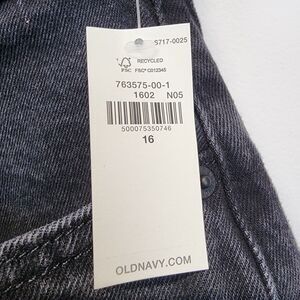 S717-0025
RECYCLED
FSC
FSC® C012345
763575-00-1
1602 N05
500075350746
16
OLDNAVY.COM